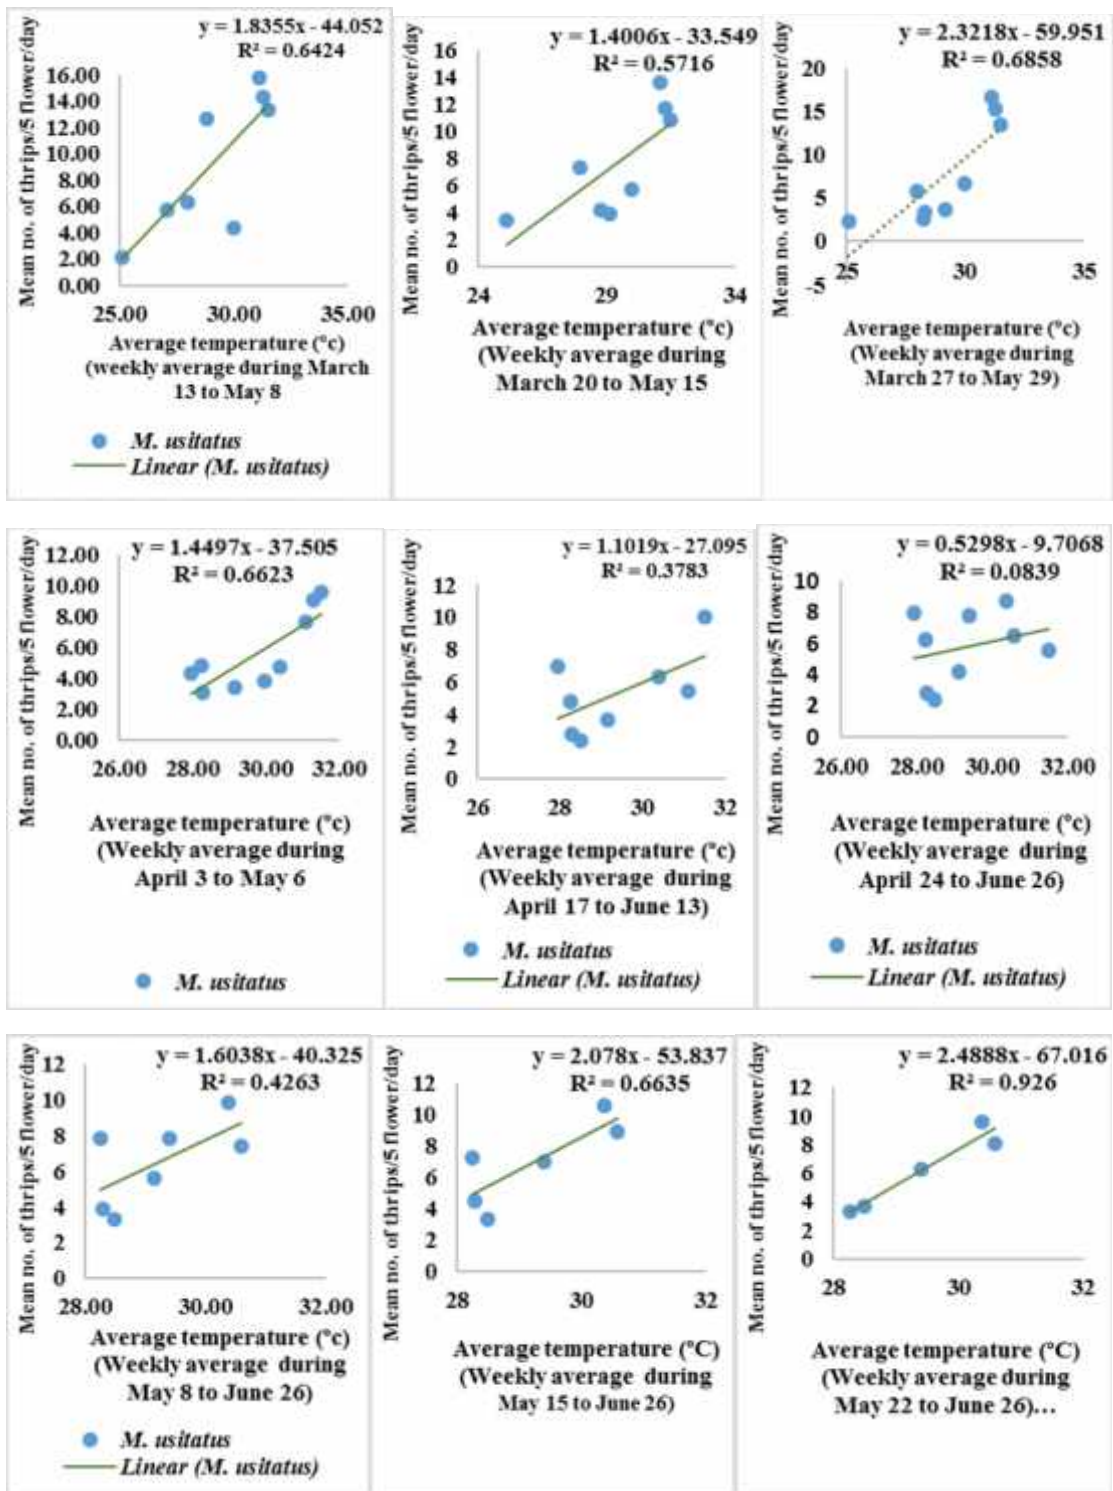 Mean no. of thrips/5 flower/day
y = 1.8355x - 44.052
R² = 0.6424
16.00
14.00
12.00
10.00
8.00
6.00
4.00
2.00
0.00
25.00 30.00 35.00
Average temperature (°c)
(weekly average during March
13 to May 8
M. usitatus
Linear (M. usitatus)
Mean no. of thrips/5 flower/day
y = 1.4006x - 33.549
R² = 0.5716
16
14
12
10
8
6
4
2
0
24 29 34
Average temperature (°c)
(Weekly average during
March 20 to May 15
Mean no. of thrips/5 flower/day
y = 2.3218x - 59.951
R² = 0.6858
20
15
10
5
0
-5
25 30 35
Average temperature (°c)
(Weekly average during
March 27 to May 29)
Mean no. of thrips/5 flower/day
y = 1.4497x - 37.505
R² = 0.6623
12.00
10.00
8.00
6.00
4.00
2.00
0.00
26.00 28.00 30.00 32.00
Average temperature (°c)
(Weekly average during
April 3 to May 6
M. usitatus
Mean no. of thrips/5 flower/day
y = 1.1019x - 27.095
R² = 0.3783
12
10
8
6
4
2
0
26 28 30 32
Average temperature (°c)
(Weekly average during
April 17 to June 13)
M. usitatus
Linear (M. usitatus)
Mean no. of thrips/5 flower/day
y = 0.5298x - 9.7068
R² = 0.0839
10
8
6
4
2
0
26.00 28.00 30.00 32.00
Average temperature (°c)
(Weekly average during
April 24 to June 26)
M. usitatus
Linear (M. usitatus)
Mean no. of thrips/5 flower/day
y = 1.6038x - 40.325
R² = 0.4263
12
10
8
6
4
2
0
28.00 30.00 32.00
Average temperature (°c)
(Weekly average during
May 8 to June 26)
M. usitatus
Linear (M. usitatus)
Mean no. of thrips/5 flower/day
y = 2.078x - 53.837
R² = 0.6635
12
10
8
6
4
2
0
28 30 32
Average temperature (°C)
(Weekly average during
May 15 to June 26)
Mean no. of thrips/5 flower/day
y = 2.4888x - 67.016
R² = 0.926
12
10
8
6
4
2
0
28 30 32
Average temperature (°C)
(Weekly average during
May 22 to June 26)...